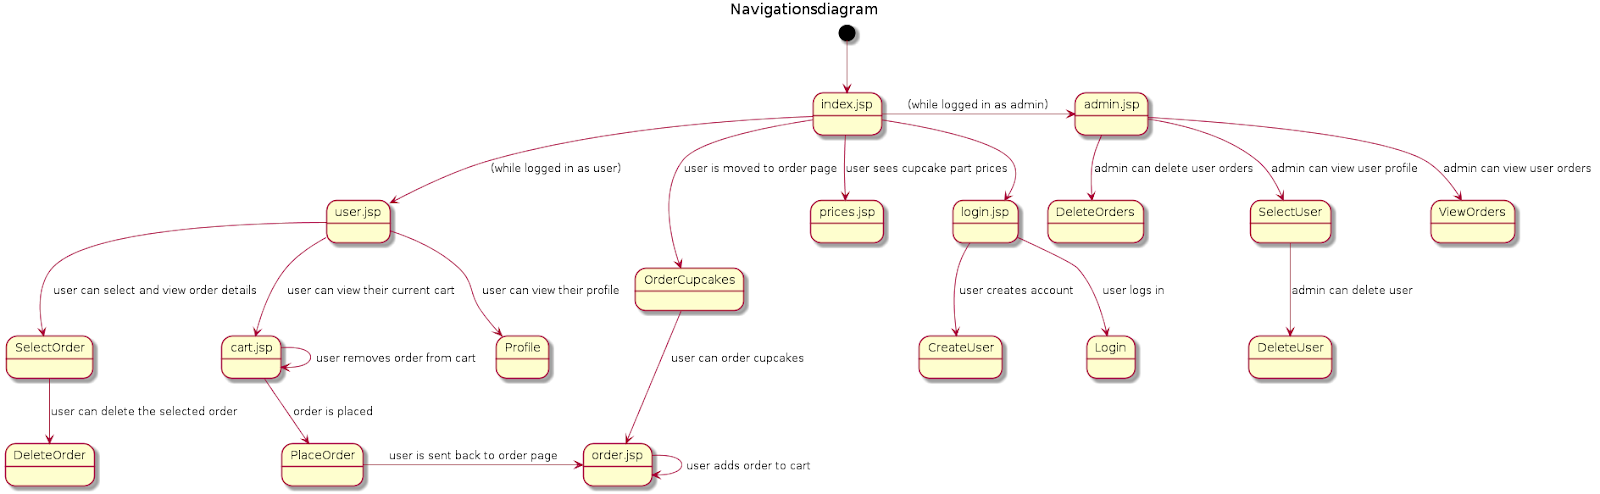 Navigationsdiagram
index.jsp
(while logged in as admin)
admin.jsp
(while logged in as user)
user is moved to order page
user sees cupcake part prices
admin can delete user orders
admin can view user profile
admin can view user orders
user.jsp
prices.jsp
login.jsp
DeleteOrders
SelectUser
ViewOrders
OrderCupcakes
user can select and view order details
user can view their current cart
user can view their profile
user creates account
user logs in
admin can delete user
SelectOrder
cart.jsp
user removes order from cart
Profile
user can order cupcakes
CreateUser
Login
DeleteUser
user can delete the selected order
order is placed
DeleteOrder
PlaceOrder
user is sent back to order page
order.jsp
user adds order to cart